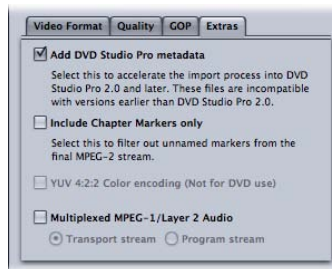 Video Format Quality GOP Extras
Add DVD Studio Pro metadata
Select this to accelerate the import process into DVD
Studio Pro 2.0 and later. These files are incompatible
with versions earlier than DVD Studio Pro 2.0.
Include Chapter Markers only
Select this to filter out unnamed markers from the
final MPEG-2 stream.
YUV 4:2:2 Color encoding (Not for DVD use)
Multiplexed MPEG-1/Layer 2 Audio
Transport stream Program stream